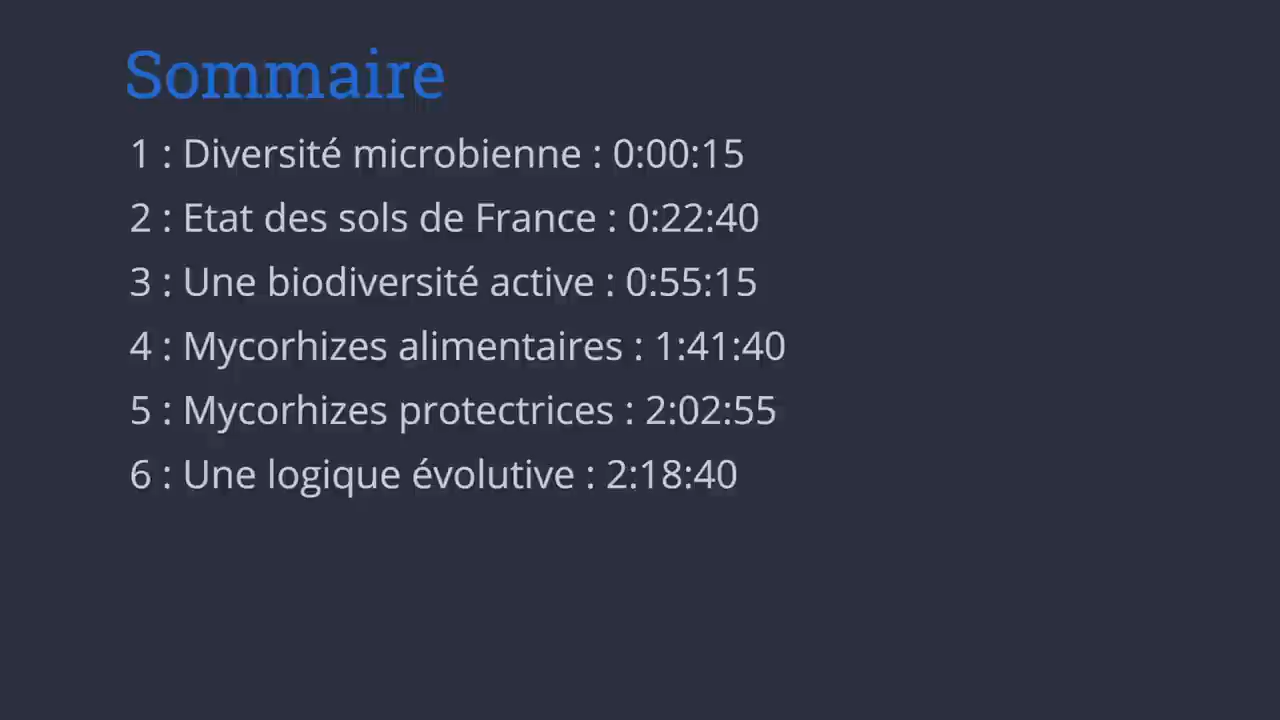 Sommaire
1 : Diversité microbienne : 0:00:15
2 : Etat des sols de France : 0:22:40
3 : Une biodiversité active : 0:55:15
4 : Mycorhizes alimentaires : 1:41:40
5 : Mycorhizes protectrices : 2:02:55
6 : Une logique évolutive : 2:18:40